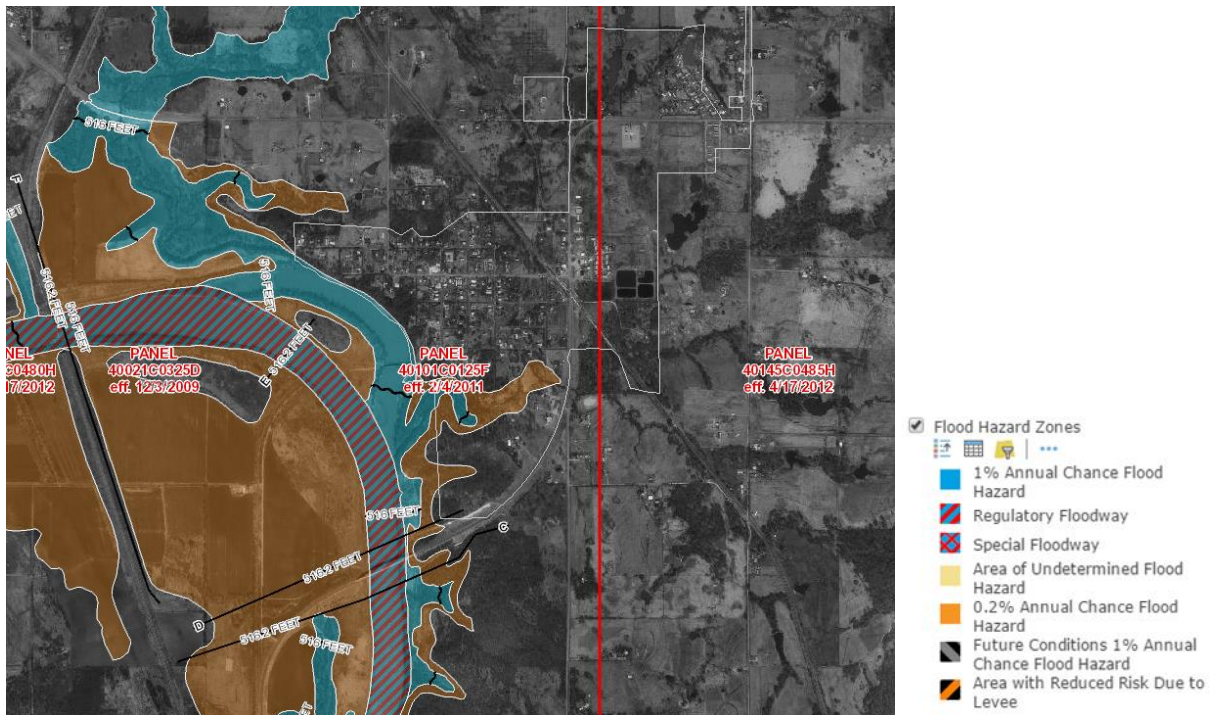 516 FEET
F
ET
516.2 FEET
516 FEET
516 FEET
516.2 FEET
E
PANEL
40021C0325D
eff. 12/3/2009
NEL
C0480H
17/2012
PANEL
40101C0125F
eff. 2/4/2011
PANEL
40145C0485H
eff. 4/17/2012
516 FEET
C
516.2 FEET
D
516.2 FEET
516 FEET
FEET
Flood Hazard Zones
1% Annual Chance Flood
Hazard
Regulatory Floodway
Special Floodway
Area of Undetermined Flood
Hazard
0.2% Annual Chance Flood
Hazard
Future Conditions 1% Annual
Chance Flood Hazard
Area with Reduced Risk Due to
Levee